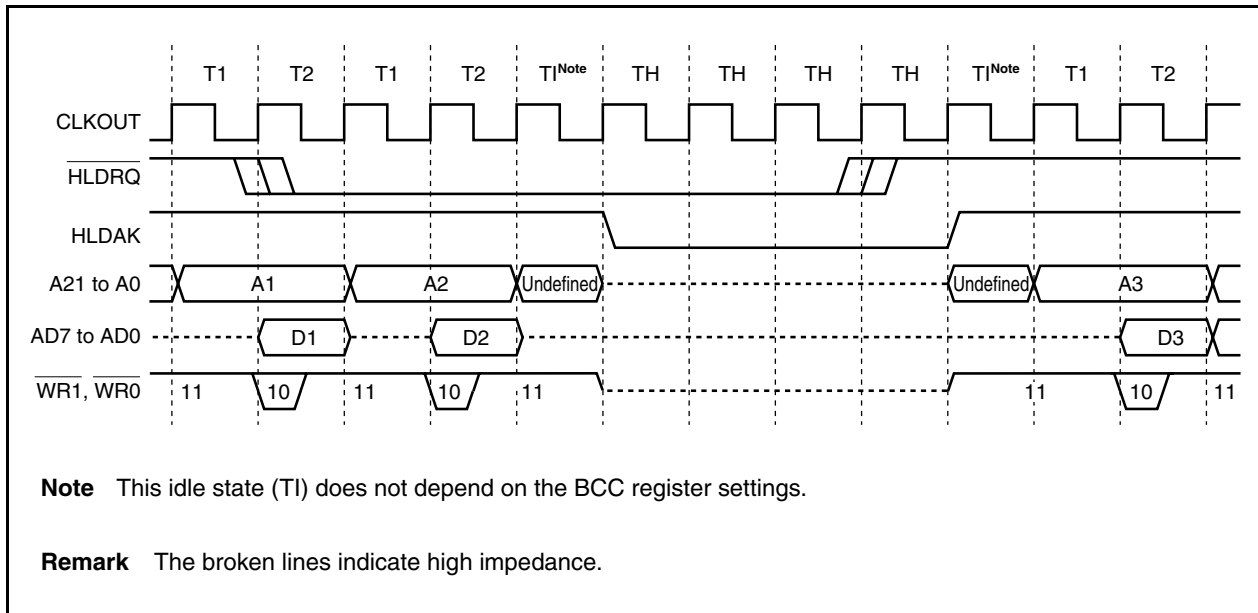 T1 T2 T1 T2 TINote TH TH TH TH TINote T1 T2
CLKOUT
HLDRQ
HLDAK
A21 to A0 A1 A2 Undefined Undefined A3
AD7 to AD0 D1 D2 D3
WR1, WR0 11 10 11 10 11 11 10 11
Note This idle state (TI) does not depend on the BCC register settings.
Remark The broken lines indicate high impedance.